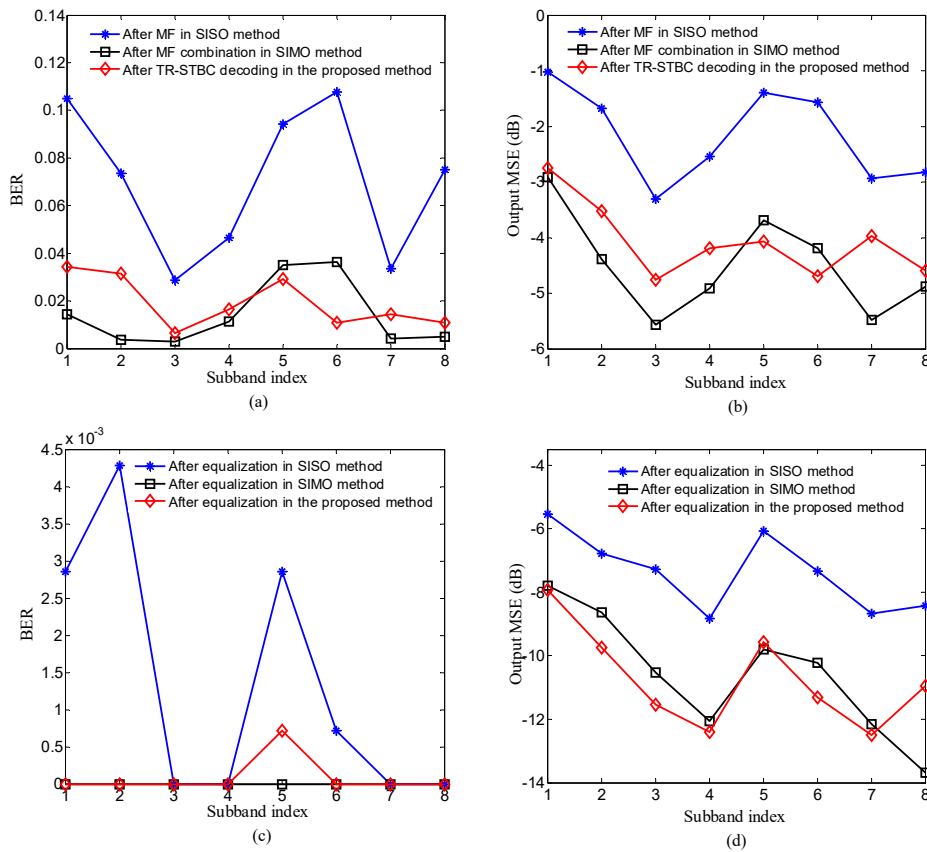 0.14
0.12
0.1
0.08
0.06
0.04
0.02
0
BER
After MF in SISO method
After MF combination in SIMO method
After TR-STBC decoding in the proposed method
1 2 3 4 5 6 7 8
Subband index
(a)
-0
-1
-2
-3
-4
-5
-6
Output MSE (dB)
After MF in SISO method
After MF combination in SIMO method
After TR-STBC decoding in the proposed method
1 2 3 4 5 6 7 8
Subband index
(b)
x 10-3
4.5
4
3.5
3
2.5
2
1.5
1
0.5
0
BER
After equalization in SISO method
After equalization in SIMO method
After equalization in the proposed method
1 2 3 4 5 6 7 8
Subband index
(c)
-4
-6
-8
-10
-12
-14
Output MSE (dB)
After equalization in SISO method
After equalization in SIMO method
After equalization in the proposed method
1 2 3 4 5 6 7 8
Subband index
(d)